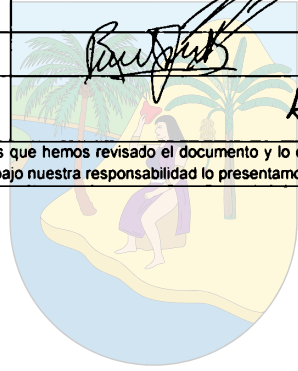 s que hemos revisado el documento y lo
bajo nuestra responsabilidad lo presentamo